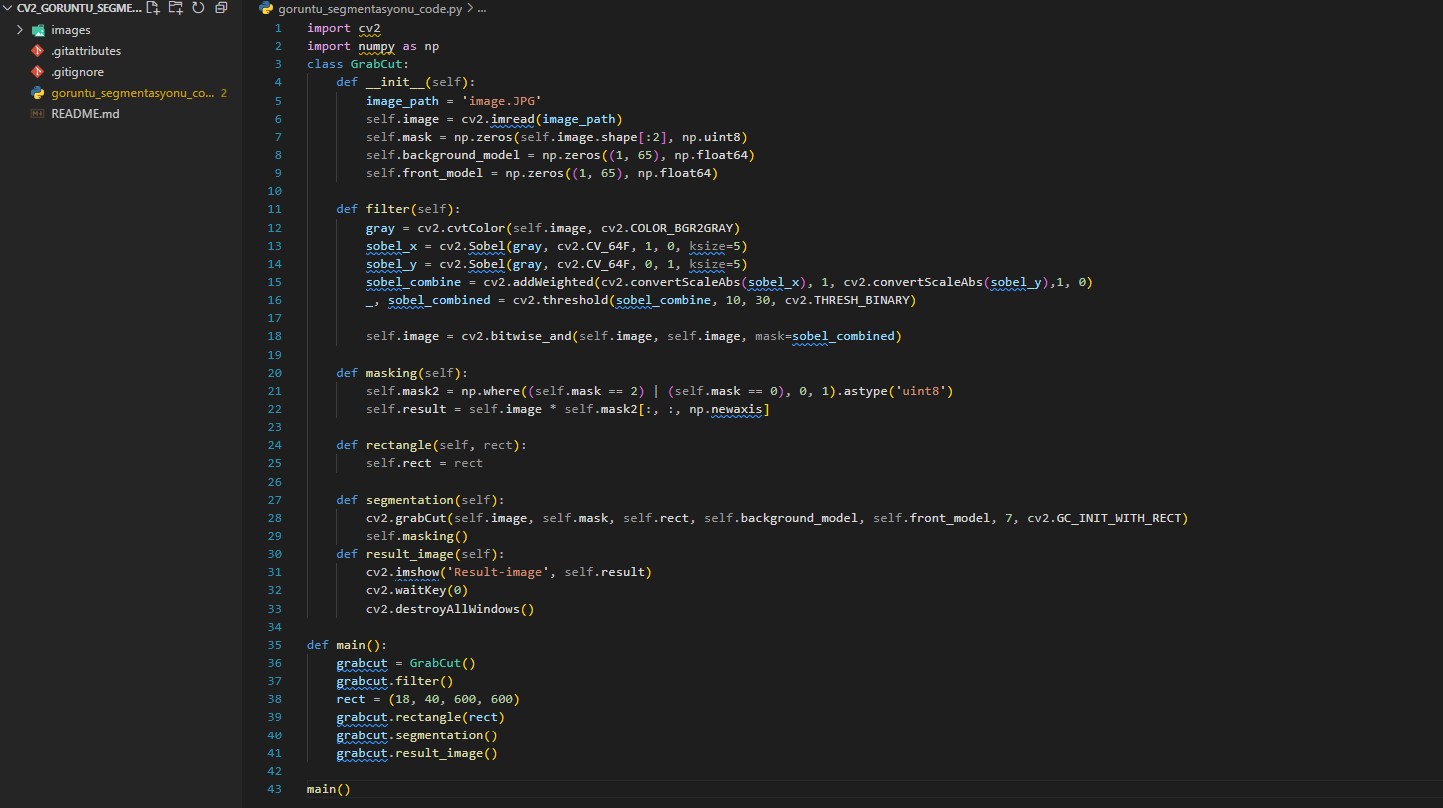 CV2_GORUNTU_SEGME...
images
.gitattributes
.gitignore
goruntu_segmentasyonu_co... 2
README.md
goruntu_segmentasyonu_code.py > ...
1 import cv2
2 import numpy as np
3 class GrabCut:
4     def __init__(self):
5         image_path = 'image.JPG'
6         self.image = cv2.imread(image_path)
7         self.mask = np.zeros(self.image.shape[:2], np.uint8)
8         self.background_model = np.zeros((1, 65), np.float64)
9         self.front_model = np.zeros((1, 65), np.float64)
10
11     def filter(self):
12         gray = cv2.cvtColor(self.image, cv2.COLOR_BGR2GRAY)
13         sobel_x = cv2.Sobel(gray, cv2.CV_64F, 1, 0, ksize=5)
14         sobel_y = cv2.Sobel(gray, cv2.CV_64F, 0, 1, ksize=5)
15         sobel_combine = cv2.addWeighted(cv2.convertScaleAbs(sobel_x), 1, cv2.convertScaleAbs(sobel_y),1, 0)
16         _, sobel_combined = cv2.threshold(sobel_combine, 10, 30, cv2.THRESH_BINARY)
17
18         self.image = cv2.bitwise_and(self.image, self.image, mask=sobel_combined)
19
20     def masking(self):
21         self.mask2 = np.where((self.mask == 2) | (self.mask == 0), 0, 1).astype('uint8')
22         self.result = self.image * self.mask2[:, :, np.newaxis]
23
24     def rectangle(self, rect):
25         self.rect = rect
26
27     def segmentation(self):
28         cv2.grabCut(self.image, self.mask, self.rect, self.background_model, self.front_model, 7, cv2.GC_INIT_WITH_RECT)
29         self.masking()
30     def result_image(self):
31         cv2.imshow('Result-image', self.result)
32         cv2.waitKey(0)
33         cv2.destroyAllWindows()
34
35 def main():
36     grabcut = GrabCut()
37     grabcut.filter()
38     rect = (18, 40, 600, 600)
39     grabcut.rectangle(rect)
40     grabcut.segmentation()
41     grabcut.result_image()
42
43 main()